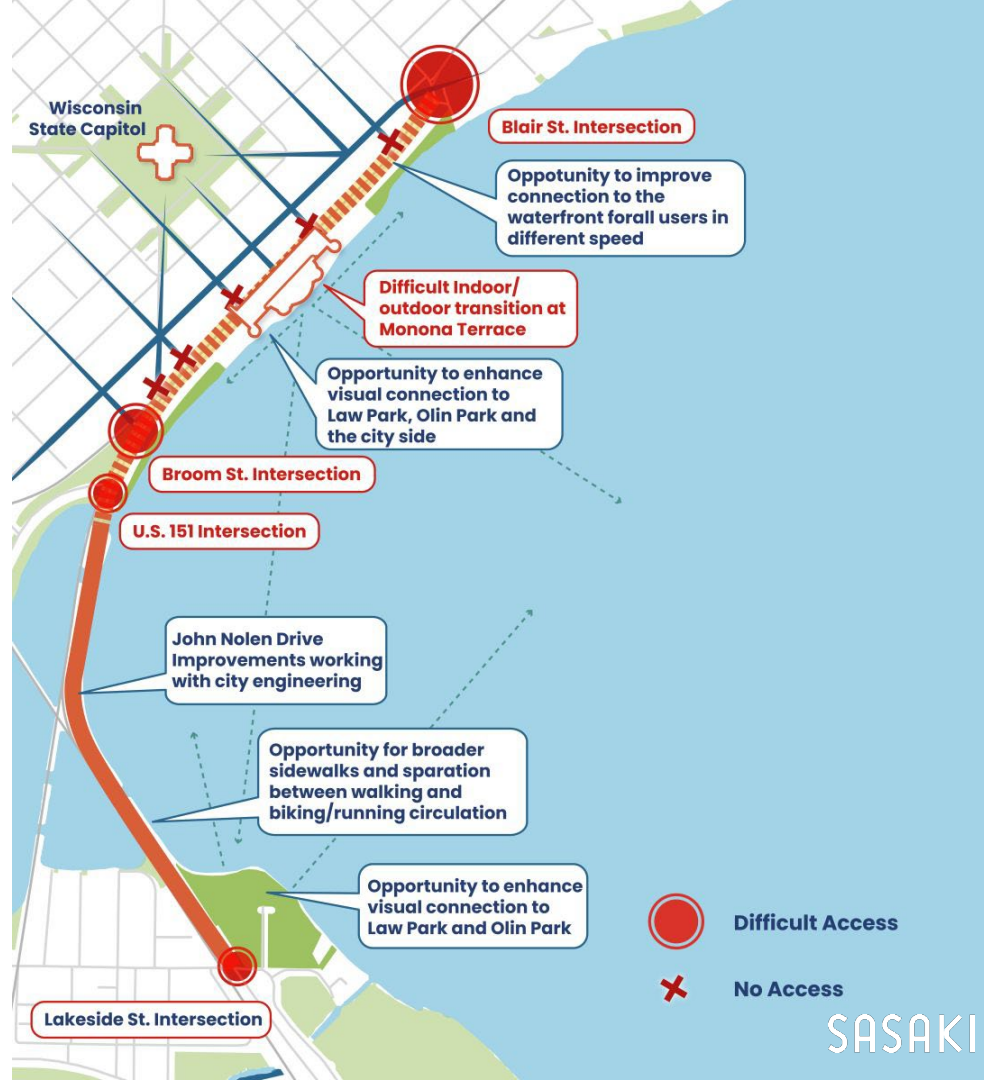 Wisconsin
State Capitol
Blair St. Intersection
Oppotunity to improve
connection to the
waterfront forall users in
different speed
Difficult Indoor/
outdoor transition at
Monona Terrace
Opportunity to enhance
visual connection to
Law Park, Olin Park and
the city side
Broom St. Intersection
U.S. 151 Intersection
John Nolen Drive
Improvements working
with city engineering
Opportunity for broader
sidewalks and sparation
between walking and
biking/running circulation
Opportunity to enhance
visual connection to
Law Park and Olin Park
Lakeside St. Intersection
Difficult Access
No Access
SASAKI